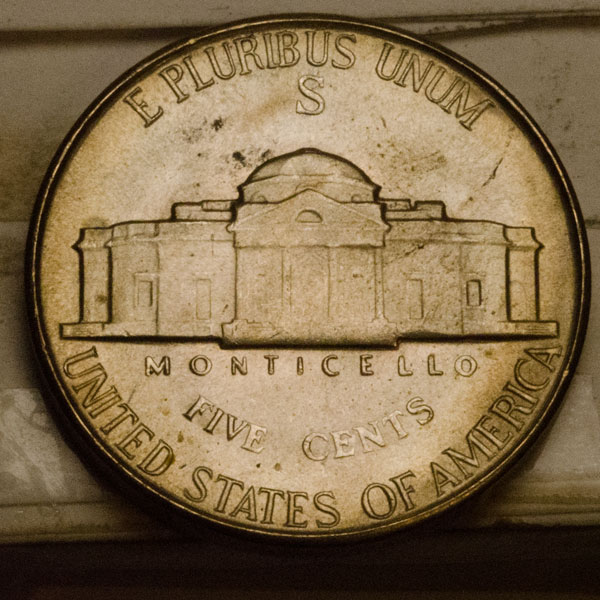 E PLURIBUS UNUM
S
MONTICELLO
FIVE CENTS
UNITED STATES OF AMERICA